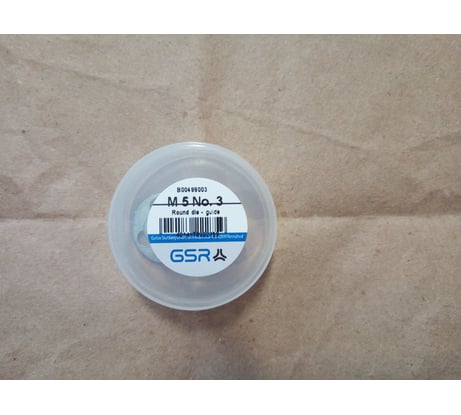 B00499003
M 5 No. 3
Round die - guide
GSR